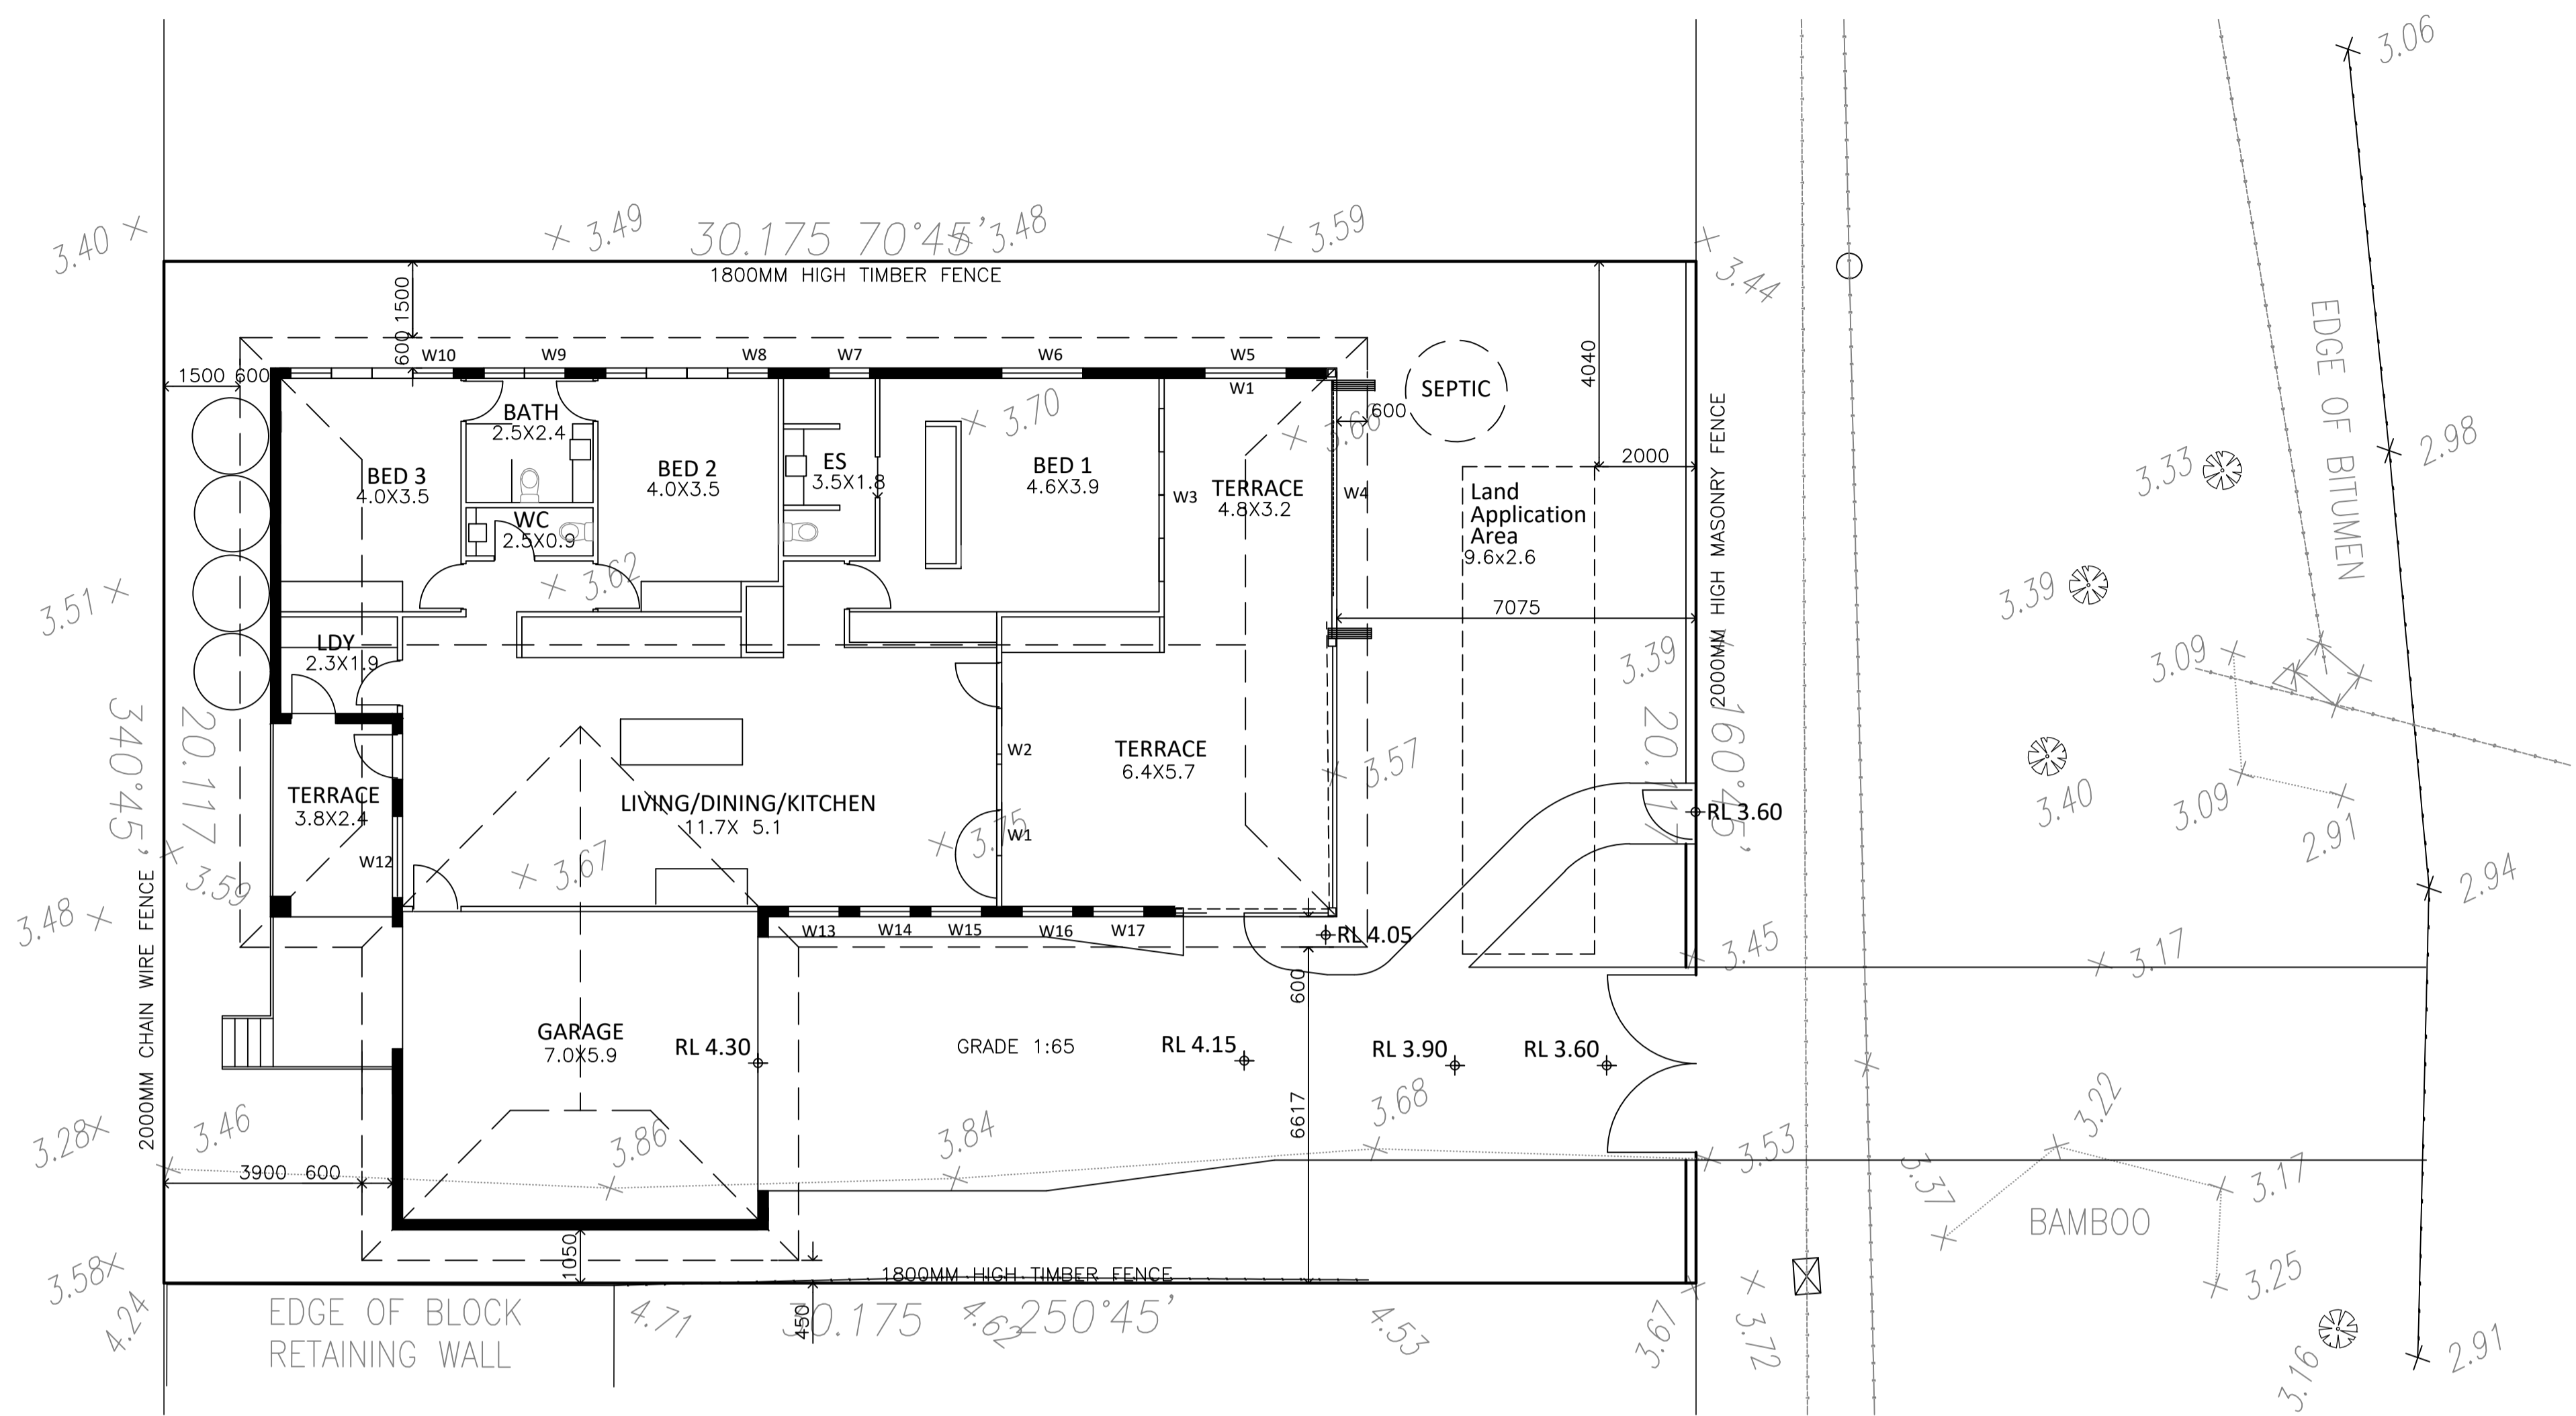 3.06
3.40
3.49
30.175 70°45'
3.48
3.59
3.44
1800MM HIGH TIMBER FENCE
1500
600
EDGE OF BITUMEN
4040
W10
W9
W8
W7
W6
W5
1500 600
W1
SEPTIC
600
3.70
BATH
2.5X2.4
3.66
2.98
2000MM HIGH MASONRY FENCE
2000
BED 3
4.0X3.5
BED 2
4.0X3.5
ES
3.5X1.8
BED 1
4.6X3.9
W3
TERRACE
4.8X3.2
W4
Land
Application
Area
9.6x2.6
3.33
WC
2.5X0.9
3.62
3.51
7075
3.39
LDY
2.3X1.9
3.39
3.09
340°45'
20.117
20.117
160°45'
W2
TERRACE
6.4X5.7
3.57
3.40
3.09
2.91
TERRACE
3.8X2.4
LIVING/DINING/KITCHEN
11.7X 5.1
3.75
W1
RL 3.60
W12
3.67
3.59
2.94
3.48
2000MM CHAIN WIRE FENCE
W13
W14
W15
W16
W17
RL 4.05
3.45
3.17
600
GARAGE
7.0X5.9
RL 4.30
GRADE 1:65
RL 4.15
RL 3.90
RL 3.60
3.28
3.46
3.86
3.84
3.68
6617
3.53
3.22
3900 600
3.37
3.17
BAMBOO
1050
3.58
1800MM HIGH TIMBER FENCE
3.25
4.24
EDGE OF BLOCK
RETAINING WALL
4.71
450
30.175
4.62
250°45'
4.53
3.67
3.72
3.16
2.91